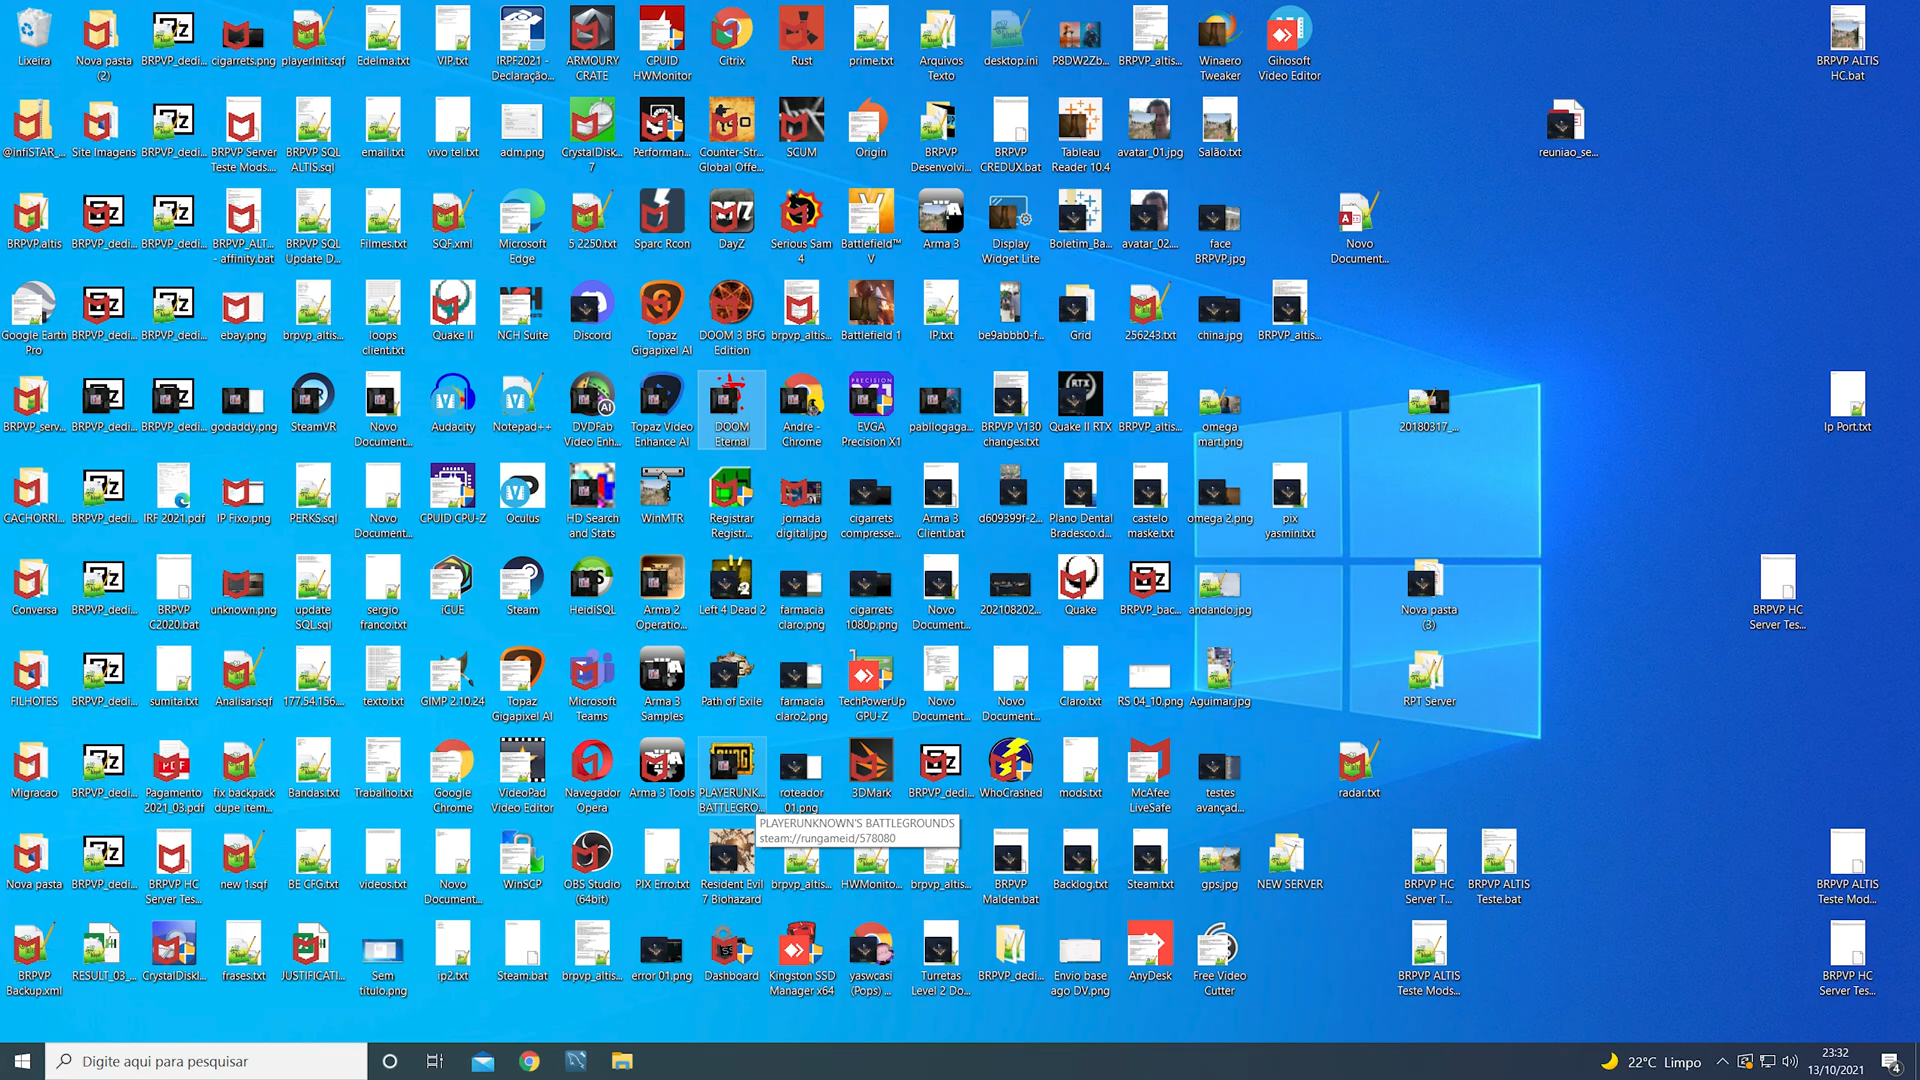 Lixeira
Nova pasta
(2)
BRPVP_dedi...
cigarrets.png
playerInit.sqf
Edelma.txt
VIP.txt
IRPF2021 -
Declaração...
ARMOURY
CRATE
CPUID
HWMonitor
Citrix
Rust
prime.txt
Arquivos
Texto
desktop.ini
P8DW2Zb...
BRPVP_altis...
Winaero
Tweaker
Gihosoft
Video Editor
BRPVP ALTIS
HC.bat
@infiSTAR_...
Site Imagens
BRPVP_dedi...
BRPVP Server
Teste Mods....
BRPVP SQL
ALTIS.sql
email.txt
vivo tel.txt
adm.png
CrystalDisk...
7
Performan...
Counter-Str...
Global Offe...
SCUM
Origin
BRPVP
Desenvolvi...
BRPVP
CREDUX.bat
Tableau
Reader 10.4
avatar_01.jpg
Salão.txt
reuniao_se...
BRPVP.altis
BRPVP_dedi...
BRPVP_dedi...
BRPVP_ALT...
- affinity.bat
BRPVP SQL
Update D...
Filmes.txt
SQF.xml
Microsoft
Edge
5 2250.txt
Sparc Rcon
DayZ
Serious Sam
4
Battlefield™
V
Arma 3
Display
Widget Lite
Boletim_Ba...
avatar_02....
face
BRPVP.jpg
Novo
Document...
Google Earth
Pro
BRPVP_dedi...
BRPVP_dedi...
ebay.png
brpvp_altis...
loops
client.txt
Quake II
NCH Suite
Discord
Topaz
Gigapixel AI
DOOM 3 BFG
Edition
brpvp_altis...
Battlefield 1
IP.txt
be9abbb0-f...
Grid
256243.txt
china.jpg
BRPVP_altis...
BRPVP_serv...
BRPVP_dedi...
BRPVP_dedi...
godaddy.png
SteamVR
Novo
Document...
Audacity
Notepad++
DVDFab
Video Enh...
Topaz Video
Enhance AI
DOOM
Eternal
Andre -
Chrome
EVGA
Precision X1
pabllogaga...
BRPVP V130
changes.txt
Quake II RTX
BRPVP_altis...
omega
mart.png
20180317_...
Ip Port.txt
CACHORRI...
BRPVP_dedi...
IRF 2021.pdf
IP Fixo.png
PERKS.sql
Novo
Document...
CPUID CPU-Z
Oculus
HD Search
and Stats
WinMTR
Registrar
Registr...
jornada
digital.jpg
cigarrets
compresse...
Arma 3
Client.bat
d609399f-2...
Plano Dental
Bradesco.d...
castelo
maske.txt
omega 2.png
pix
yasmin.txt
Conversa
BRPVP_dedi...
BRPVP
C2020.bat
unknown.png
update
SQL.sql
sergio
franco.txt
iCUE
Steam
HeidiSQL
Arma 2
Operatio...
Left 4 Dead 2
farmacia
claro.png
cigarrets
1080p.png
Novo
Document...
202108202...
Quake
BRPVP_bac...
andando.jpg
Nova pasta
(3)
BRPVP HC
Server Tes...
FILHOTES
BRPVP_dedi...
sumita.txt
Analisar.sqf
177.54.156....
texto.txt
GIMP 2.10.24
Topaz
Gigapixel AI
Microsoft
Teams
Arma 3
Samples
Path of Exile
farmacia
claro2.png
TechPowerUp
GPU-Z
Novo
Document...
Novo
Document...
Claro.txt
RS 04_10.png
Aguimar.jpg
RPT Server
Migracao
BRPVP_dedi...
Pagamento
2021_03.pdf
fix backpack
dupe item...
Bandas.txt
Trabalho.txt
Google
Chrome
VideoPad
Video Editor
Navegador
Opera
Arma 3 Tools
PLAYERUNK...
BATTLEGRO...
roteador
01.png
3DMark
BRPVP_dedi...
WhoCrashed
mods.txt
McAfee
LiveSafe
testes
avançad...
radar.txt
PLAYERUNKNOWN'S BATTLEGROUNDS
steam://rungameid/578080
Nova pasta
BRPVP_dedi...
BRPVP HC
Server Tes...
new 1.sqf
BE CFG.txt
videos.txt
Novo
Document...
WinSCP
OBS Studio
(64bit)
PIX Erro.txt
Resident Evil
7 Biohazard
brpvp_altis...
HWMonito...
brpvp_altis...
BRPVP
Malden.bat
Backlog.txt
Steam.txt
gps.jpg
NEW SERVER
BRPVP HC
Server T...
BRPVP ALTIS
Teste.bat
BRPVP ALTIS
Teste Mod...
BRPVP
Backup.xml
RESULT_03_...
CrystalDiskI...
frases.txt
JUSTIFICATI...
Sem
título.png
ip2.txt
Steam.bat
brpvp_altis...
error 01.png
Dashboard
Kingston SSD
Manager x64
yaswcasi
(Pops) ...
Turretas
Level 2 Do...
BRPVP_dedi...
Envio base
ago DV.png
AnyDesk
Free Video
Cutter
BRPVP ALTIS
Teste Mods...
BRPVP HC
Server Tes...
Digite aqui para pesquisar
22°C Limpo
23:32
13/10/2021
4